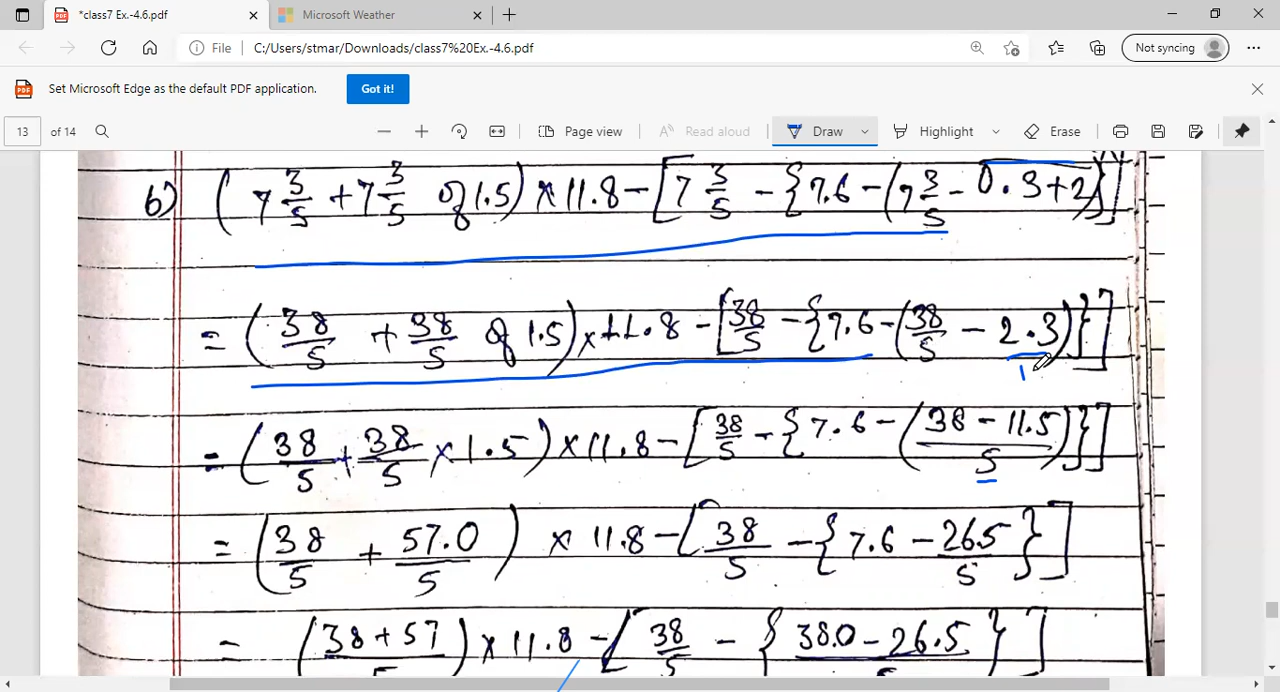 *class7 Ex.-4.6.pdf
Microsoft Weather
File
C:/Users/stmar/Downloads/class7%20Ex.-4.6.pdf
Not syncing
Set Microsoft Edge as the default PDF application.
Got it!
13 of 14
Page view
Read aloud
Draw
Highlight
Erase
b) (7 3/5 + 7 3/5 of 1.5) × 11.8 - [7 3/5 - {7.6 - (7 3/5 - 0.3+2)}]
= (38/5 + 38/5 of 1.5) × 11.8 - [38/5 - {7.6 - (38/5 - 2.3)}]
= (38/5 + 38/5 × 1.5) × 11.8 - [38/5 - {7.6 - (38 - 11.5/5)}]
= (38/5 + 57.0/5) × 11.8 - [38/5 - {7.6 - 26.5/5}]
= (38+57/5) × 11.8 - [38/5 - {38.0 - 26.5/5}]